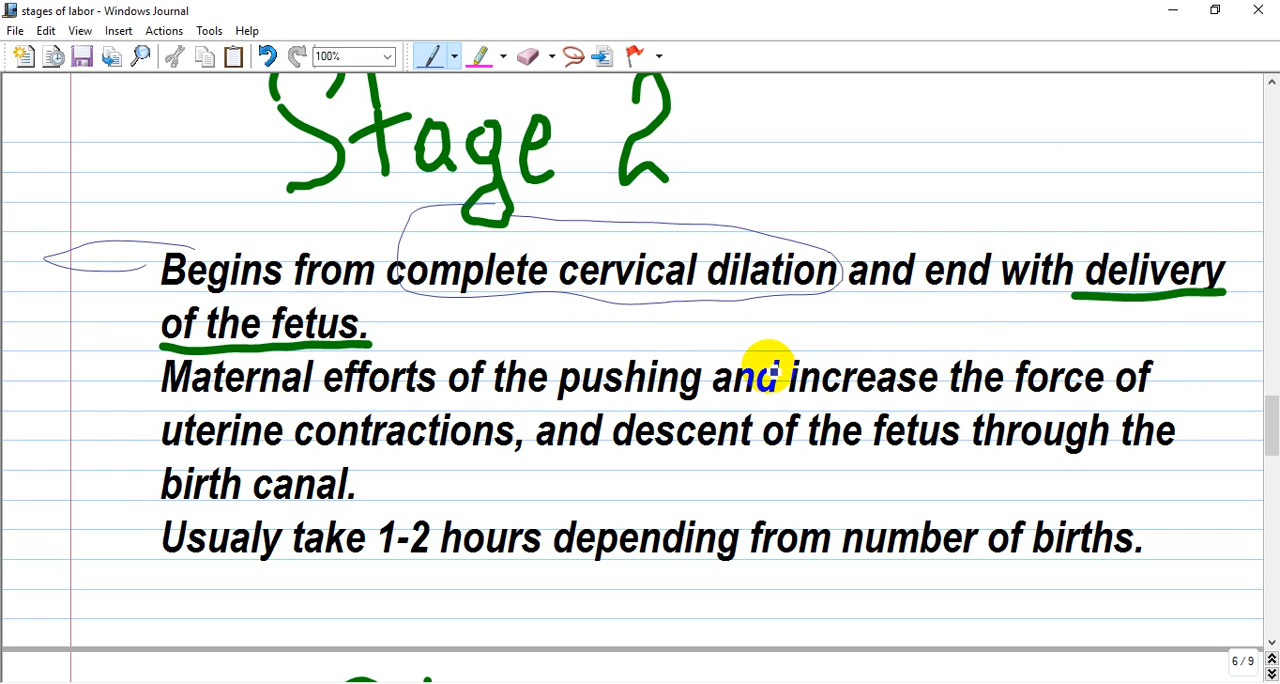 stages of labor - Windows Journal
File Edit View Insert Actions Tools Help
100%
Stage 2
Begins from complete cervical dilation and end with delivery
of the fetus.
Maternal efforts of the pushing and increase the force of
uterine contractions, and descent of the fetus through the
birth canal.
Usualy take 1-2 hours depending from number of births.
6 / 9